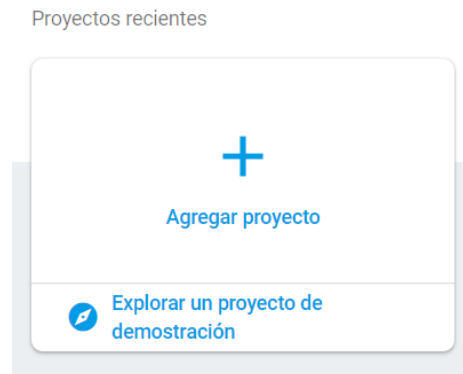 Proyectos recientes
Agregar proyecto
Explorar un proyecto de
demostración